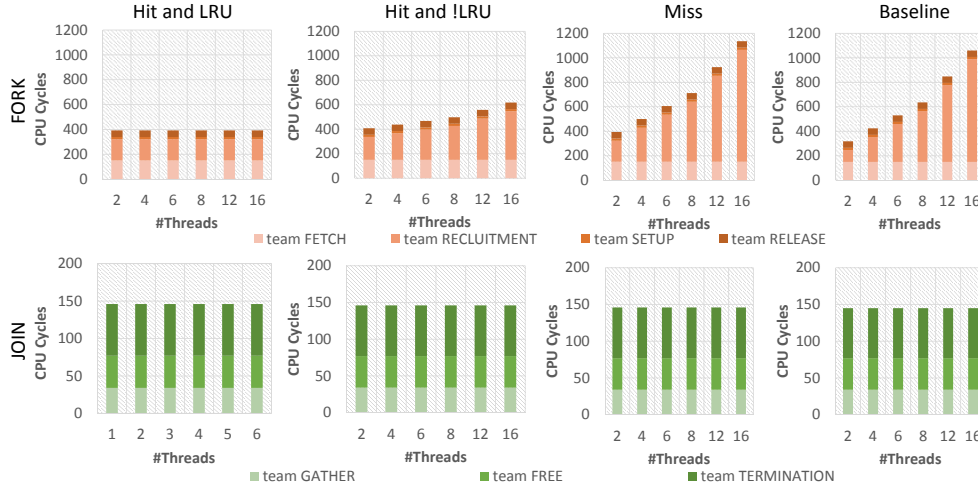 Hit and LRU
Hit and !LRU
Miss
Baseline
FORK
CPU Cycles
1200
1000
800
600
400
200
0
2 4 6 8 12 16
#Threads
CPU Cycles
1200
1000
800
600
400
200
0
2 4 6 8 12 16
#Threads
CPU Cycles
1200
1000
800
600
400
200
0
2 4 6 8 12 16
#Threads
CPU Cycles
1200
1000
800
600
400
200
0
2 4 6 8 12 16
#Threads
team FETCH team RECLUITMENT team SETUP team RELEASE
JOIN
CPU Cycles
200
150
100
50
0
1 2 3 4 5 6
#Threads
CPU Cycles
200
150
100
50
0
2 4 6 8 12 16
#Threads
CPU Cycles
200
150
100
50
0
2 4 6 8 12 16
#Threads
CPU Cycles
200
150
100
50
0
2 4 6 8 12 16
#Threads
team GATHER team FREE team TERMINATION